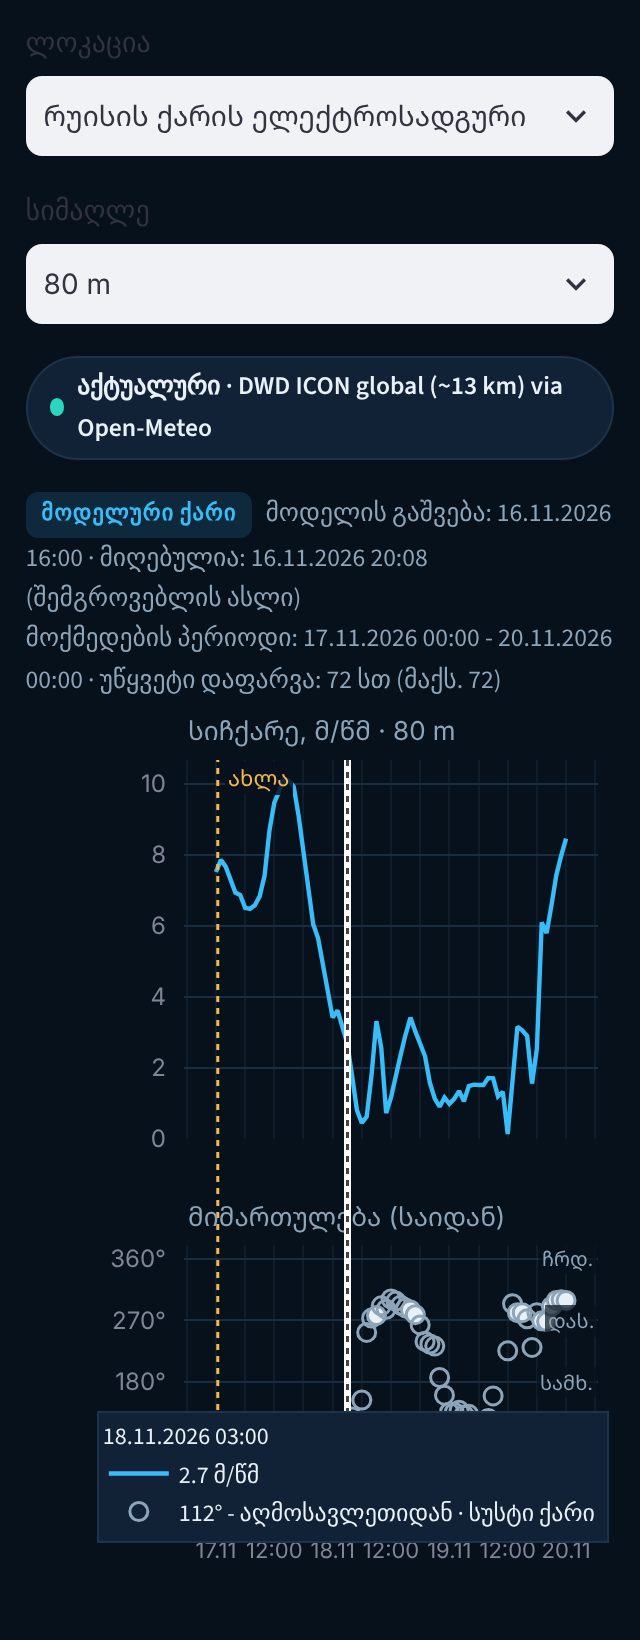 ლოკაცია
რუისის ქარის ელექტროსადგური
სიმაღლე
80 m
აქტუალური · DWD ICON global (~13 km) via
Open-Meteo
მოდელური ქარი მოდელის გაშვება: 16.11.2026
16:00 · მიღებულია: 16.11.2026 20:08
(შემგროვებლის ასლი)
მოქმედების პერიოდი: 17.11.2026 00:00 - 20.11.2026
00:00 · უწყვეტი დაფარვა: 72 სთ (მაქს. 72)
სიჩქარე, მ/წმ · 80 m
ახლა
10
8
6
4
2
0
მიმართულება (საიდან)
360° ჩრდ.
270° დას.
180° სამხ.
18.11.2026 03:00
2.7 მ/წმ
112° - აღმოსავლეთიდან · სუსტი ქარი
17.11 12:00 18.11 12:00 19.11 12:00 20.11